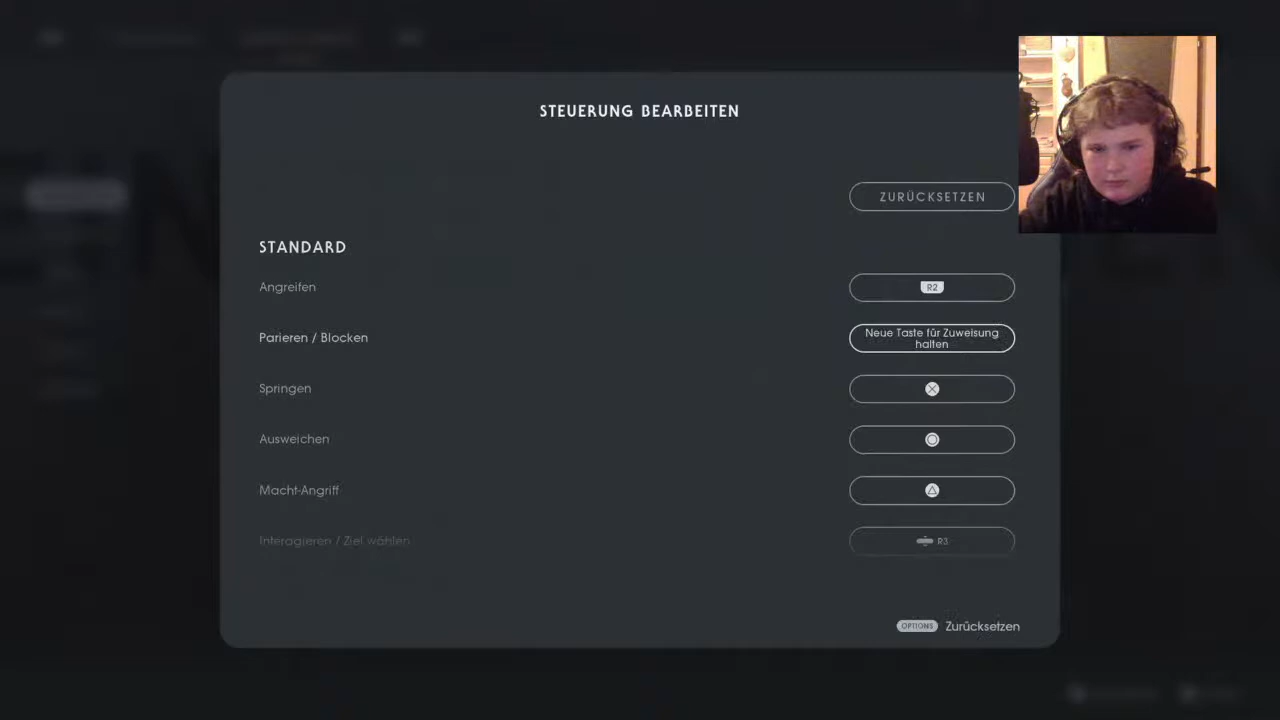 STEUERUNG BEARBEITEN
ZURÜCKSETZEN
STANDARD
Angreifen R2
Parieren / Blocken Neue Taste für Zuweisung
halten
Springen
Ausweichen
Macht-Angriff
Interagieren / Ziel wählen R3
OPTIONS Zurücksetzen